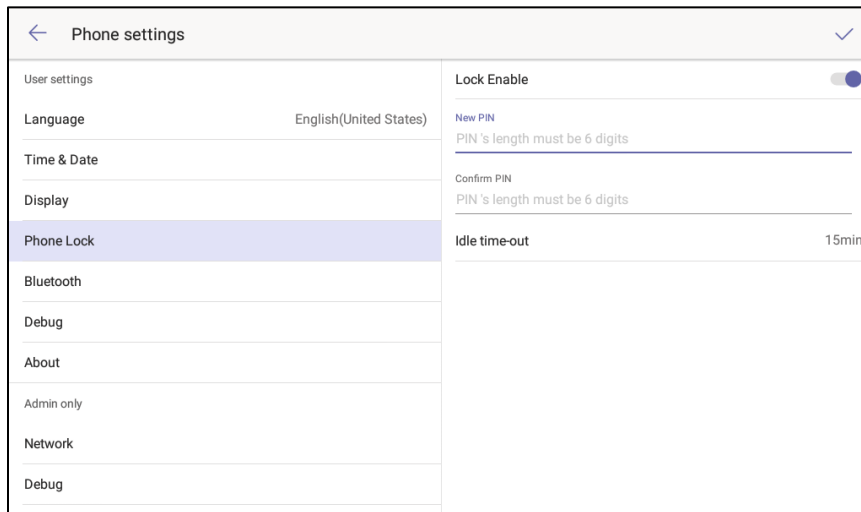 Phone settings
User settings
Language English(United States)
Time & Date
Display
Phone Lock
Bluetooth
Debug
About
Admin only
Network
Debug
Lock Enable
New PIN
PIN 's length must be 6 digits
Confirm PIN
PIN 's length must be 6 digits
Idle time-out 15min